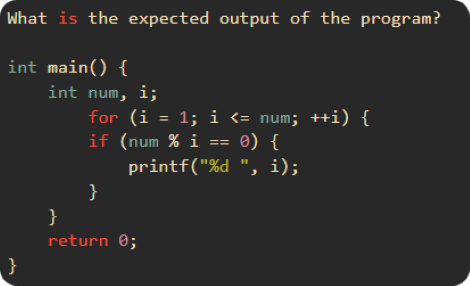 What is the expected output of the program?
int main() {
int num, i;
for (i = 1; i <= num; ++i) {
if (num % i == 0) {
printf("%d ", i);
}
}
return 0;
}